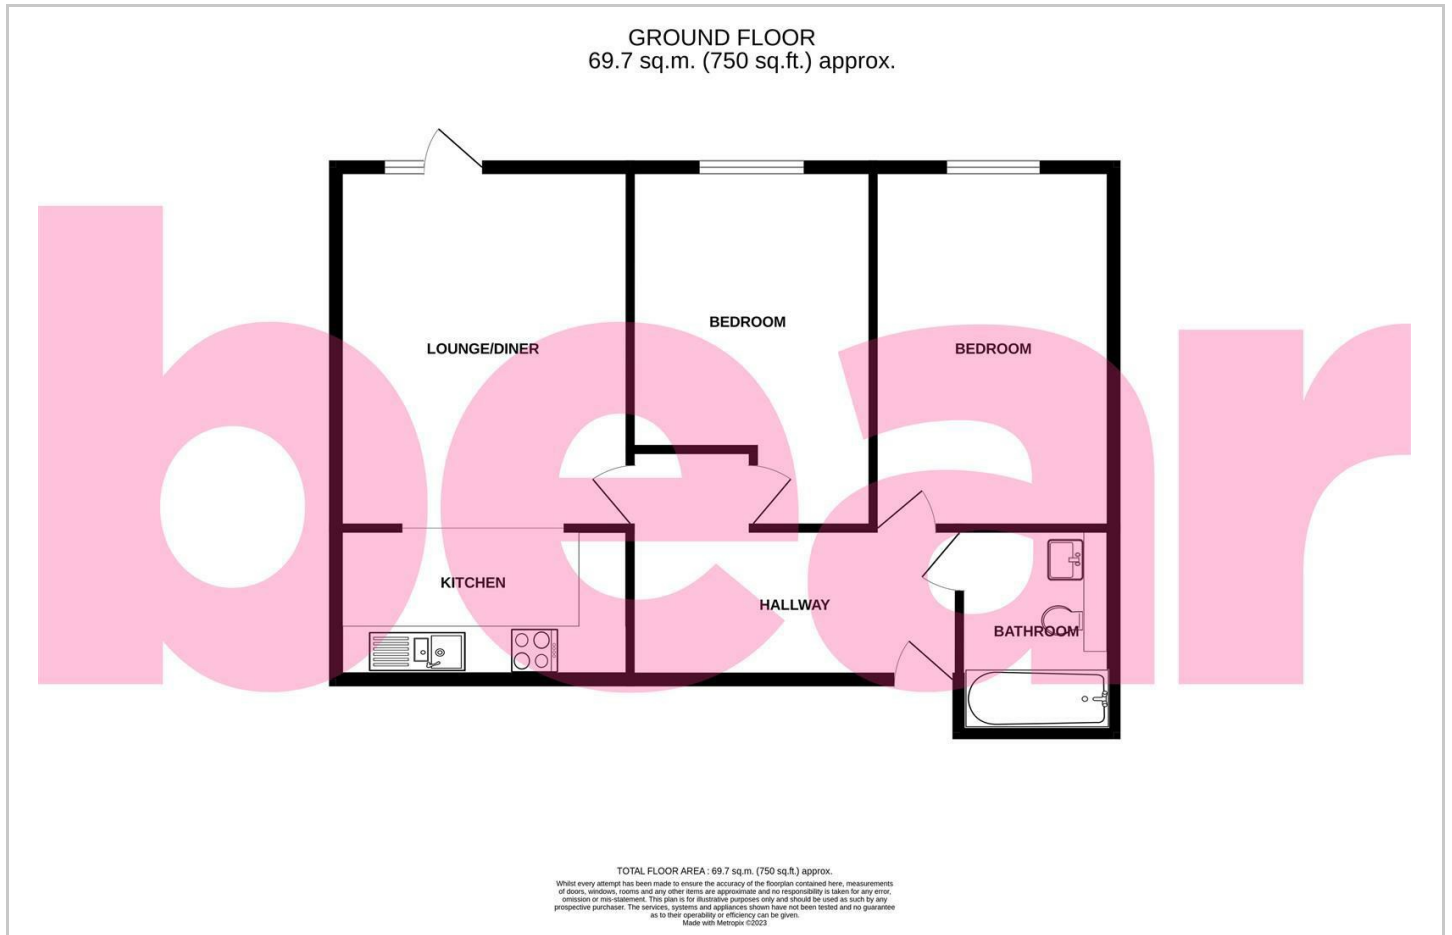 GROUND FLOOR
69.7 sq.m. (750 sq.ft.) approx.
BEDROOM
LOUNGE/DINER
BEDROOM
KITCHEN
HALLWAY
BATHROOM
bear
TOTAL FLOOR AREA : 69.7 sq.m. (750 sq.ft.) approx.
Whilst every attempt has been made to ensure the accuracy of the floorplan contained here, measurements
of doors, windows, rooms and any other items are approximate and no responsibility is taken for any error,
omission or mis-statement. This plan is for illustrative purposes only and should be used as such by any
prospective purchaser. The services, systems and appliances shown have not been tested and no guarantee
as to their operability or efficiency can be given.
Made with Metropix ©2023